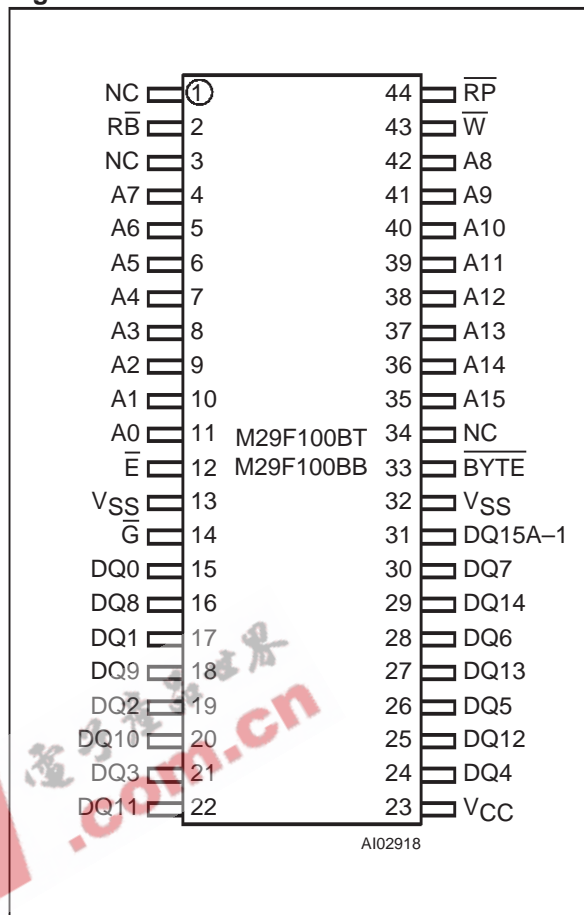 NC 1 44 R̅P̅
RB̅ 2 43 W̅
NC 3 42 A8
A7 4 41 A9
A6 5 40 A10
A5 6 39 A11
A4 7 38 A12
A3 8 37 A13
A2 9 36 A14
A1 10 35 A15
A0 11 M29F100BT 34 NC
E̅ 12 M29F100BB 33 B̅Y̅T̅E̅
VSS 13 32 VSS
G̅ 14 31 DQ15A–1
DQ0 15 30 DQ7
DQ8 16 29 DQ14
DQ1 17 28 DQ6
DQ9 18 27 DQ13
DQ2 19 26 DQ5
DQ10 20 25 DQ12
DQ3 21 24 DQ4
DQ11 22 23 VCC
AI02918
.com.cn